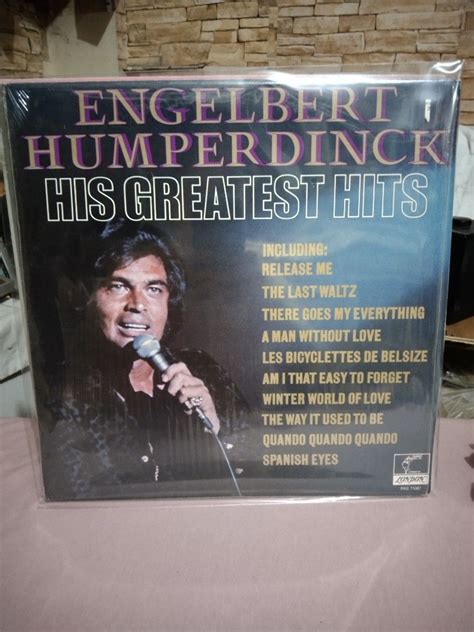 ENGELBERT
HUMPERDINCK
HIS GREATEST HITS
INCLUDING:
RELEASE ME
THE LAST WALTZ
THERE GOES MY EVERYTHING
A MAN WITHOUT LOVE
LES BICYCLETTES DE BELSIZE
AM I THAT EASY TO FORGET
WINTER WORLD OF LOVE
THE WAY IT USED TO BE
QUANDO QUANDO QUANDO
SPANISH EYES
LONDON